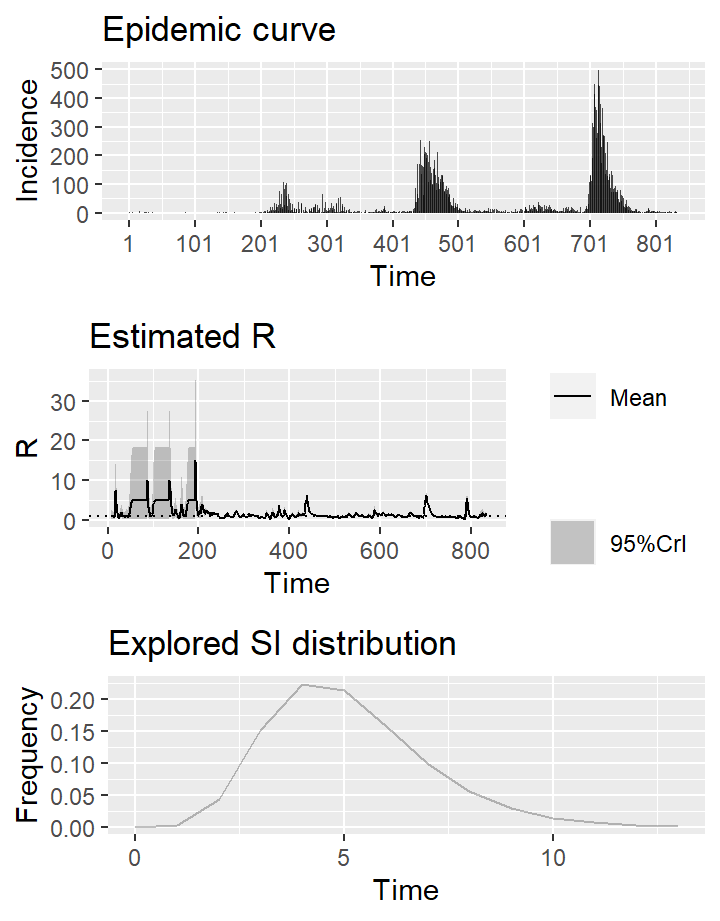 Epidemic curve
Incidence
500
400
300
200
100
0
1 101 201 301 401 501 601 701 801
Time
Estimated R
R
30
20
10
0
0 200 400 600 800
Time
Mean
95%CrI
Explored SI distribution
Frequency
0.20
0.15
0.10
0.05
0.00
0 5 10
Time